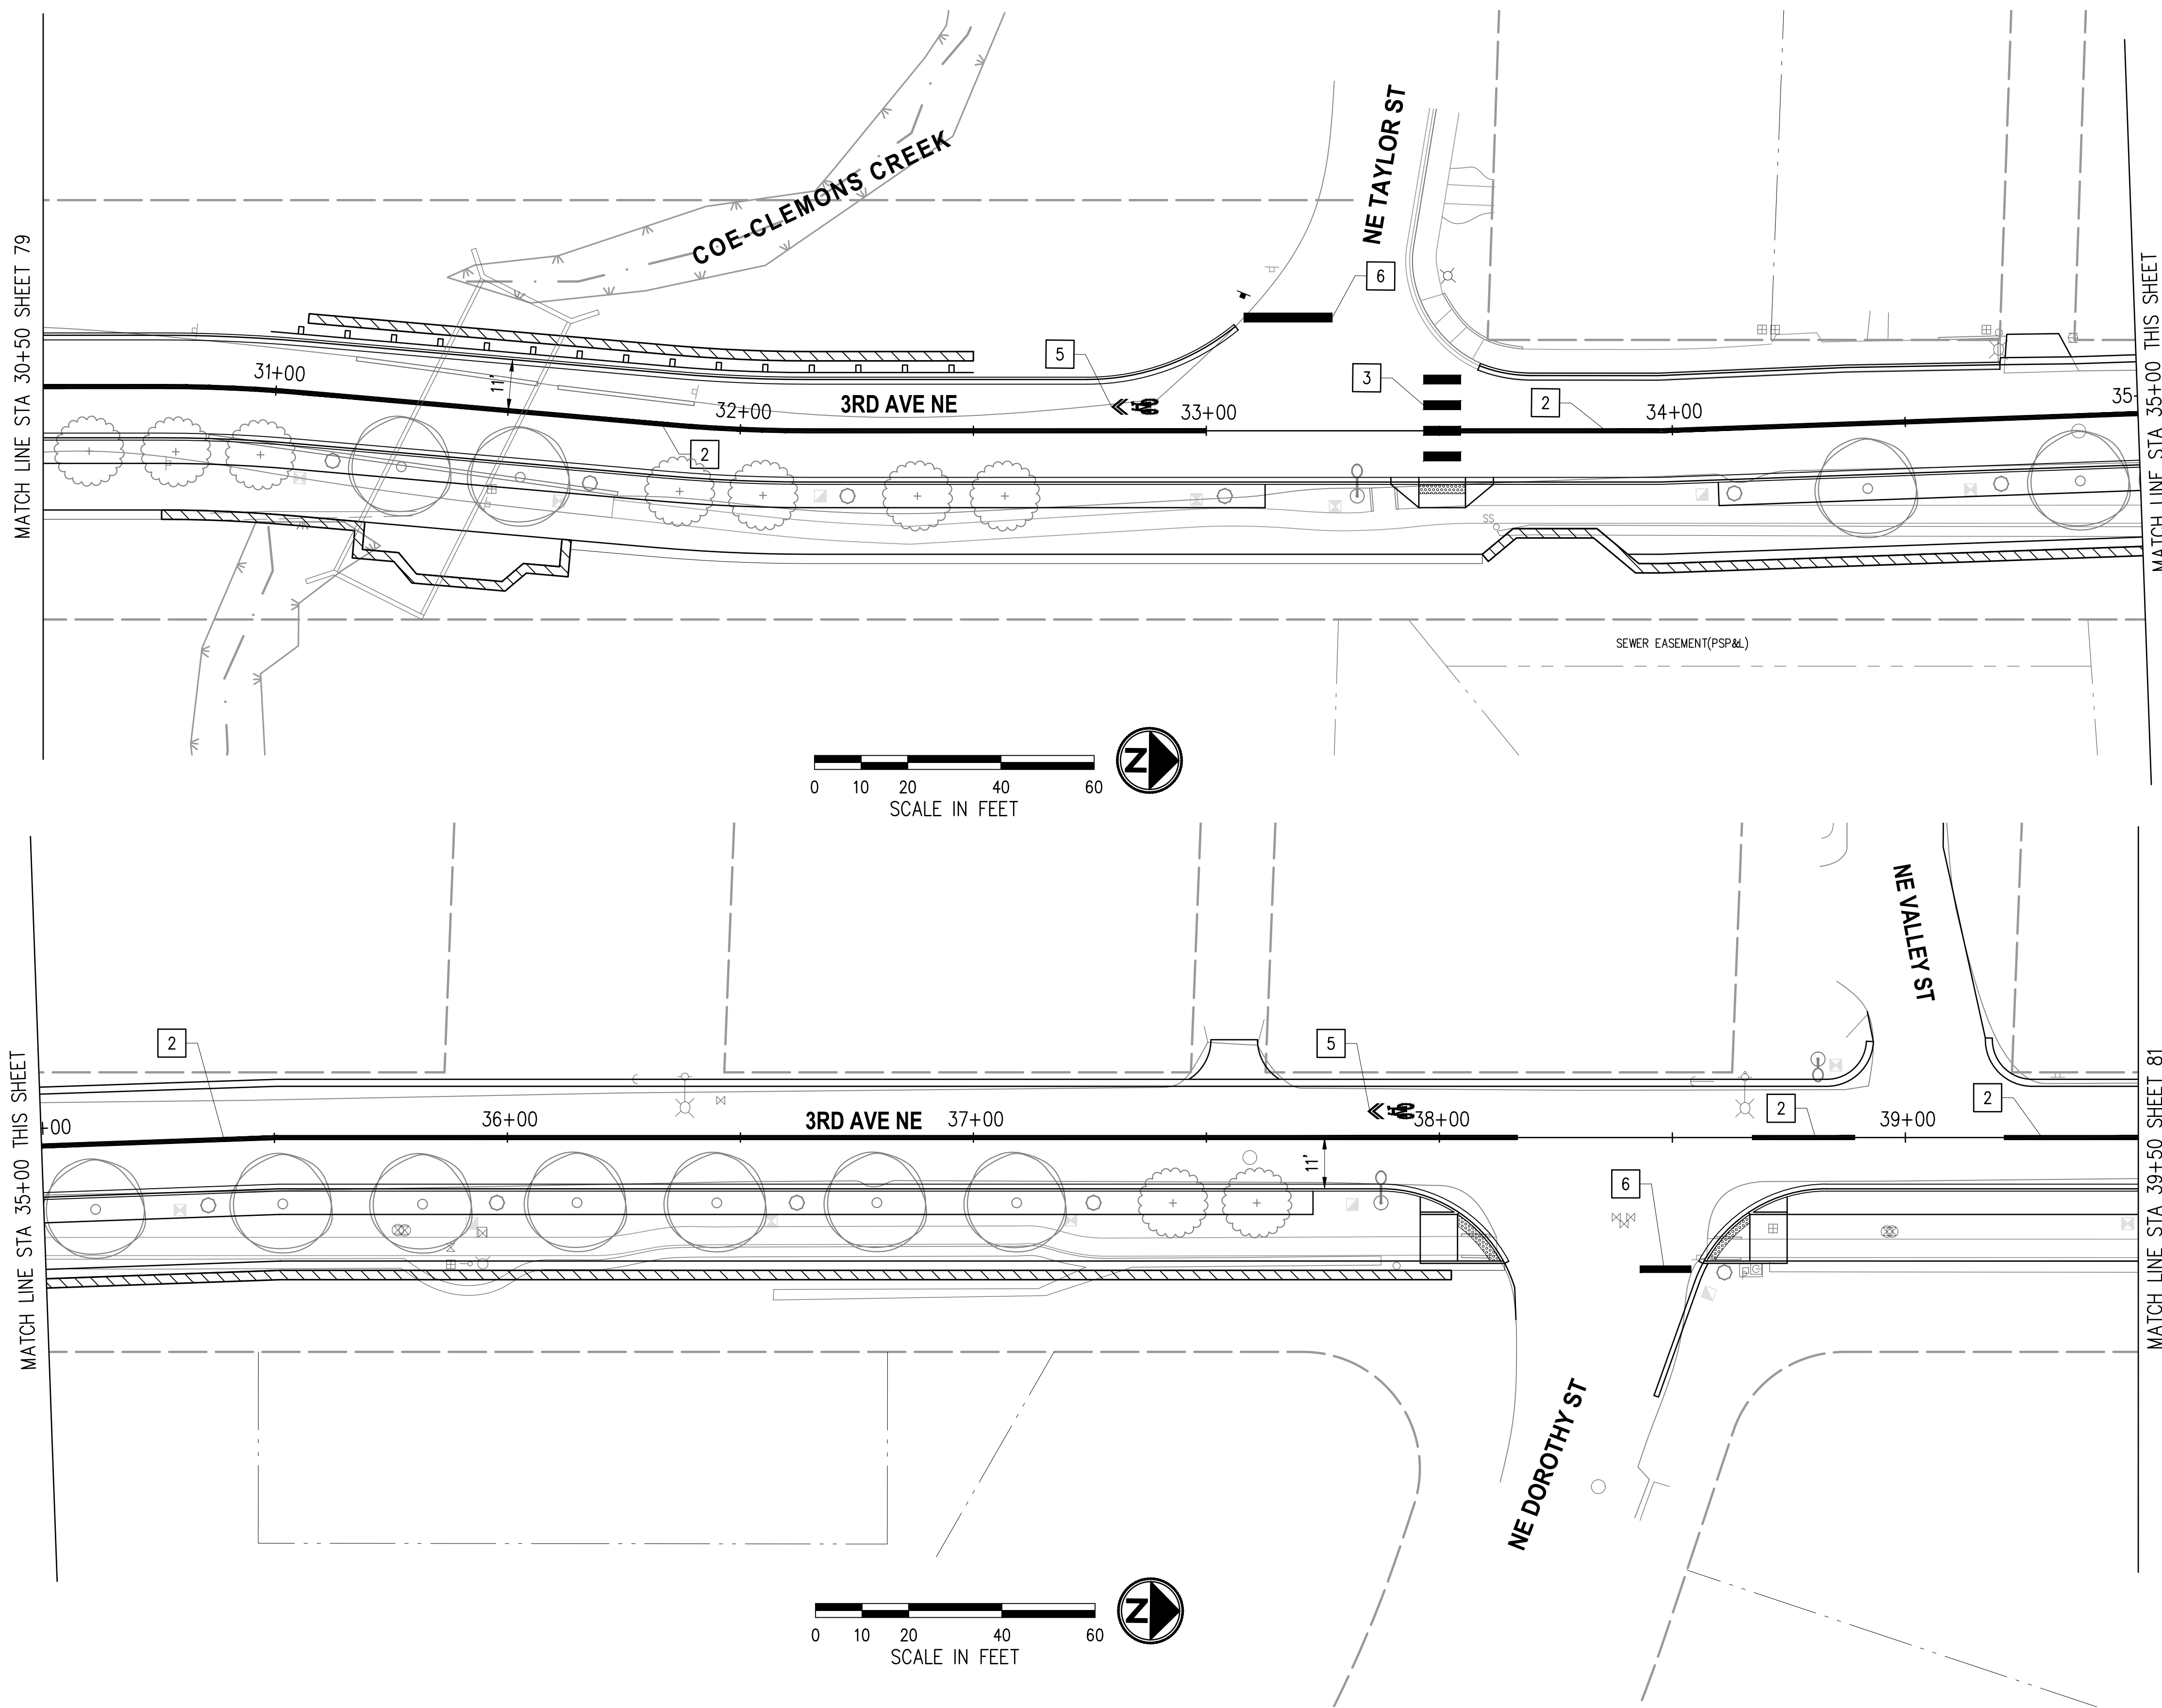 MATCH LINE STA 30+50 SHEET 79
COE-CLEMONS CREEK
NE TAYLOR ST
6
5
3
31+00
11'
3RD AVE NE
32+00
33+00
2
34+00
35+
2
SS
SEWER EASEMENT(PSP&L)
MATCH LINE STA 35+00 THIS SHEET
0 10 20 40 60
SCALE IN FEET
N
MATCH LINE STA 35+00 THIS SHEET
NE VALLEY ST
2
5
2
2
+00
36+00
3RD AVE NE
37+00
38+00
39+00
11'
6
G
NE DOROTHY ST
MATCH LINE STA 39+50 SHEET 81
0 10 20 40 60
SCALE IN FEET
N